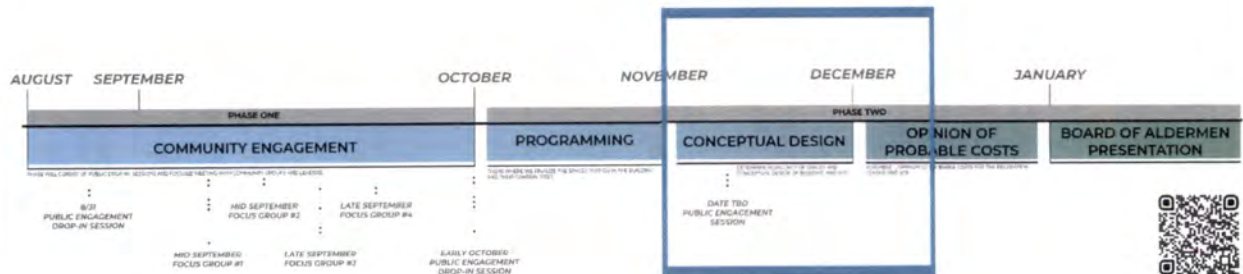 AUGUST SEPTEMBER OCTOBER NOVEMBER DECEMBER JANUARY
PHASE ONE PHASE TWO
COMMUNITY ENGAGEMENT PROGRAMMING CONCEPTUAL DESIGN OPINION OF PROBABLE COSTS BOARD OF ALDERMEN PRESENTATION
8/31
PUBLIC ENGAGEMENT
DROP-IN SESSION
MID SEPTEMBER
FOCUS GROUP #1
MID SEPTEMBER
FOCUS GROUP #2
LATE SEPTEMBER
LATE SEPTEMBER
FOCUS GROUP #4
EARLY OCTOBER
PUBLIC ENGAGEMENT
DROP-IN SESSION
DATE TBD
PUBLIC ENGAGEMENT
SESSION